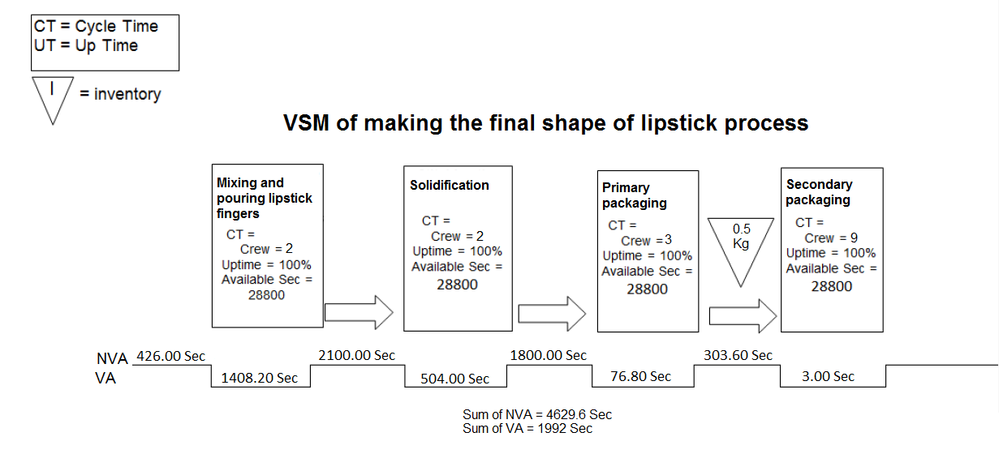 CT = Cycle Time
UT = Up Time
I
= inventory
VSM of making the final shape of lipstick process
Mixing and
pouring lipstick
fingers
CT =
Crew = 2
Uptime = 100%
Available Sec =
28800
Solidification
CT =
Crew = 2
Uptime = 100%
Available Sec =
28800
Primary
packaging
CT =
Crew = 3
Uptime = 100%
Available Sec =
28800
0.5
Kg
Secondary
packaging
CT =
Crew = 9
Uptime = 100%
Available Sec =
28800
NVA 426.00 Sec 2100.00 Sec 1800.00 Sec 303.60 Sec
VA 1408.20 Sec 504.00 Sec 76.80 Sec 3.00 Sec
Sum of NVA = 4629.6 Sec
Sum of VA = 1992 Sec